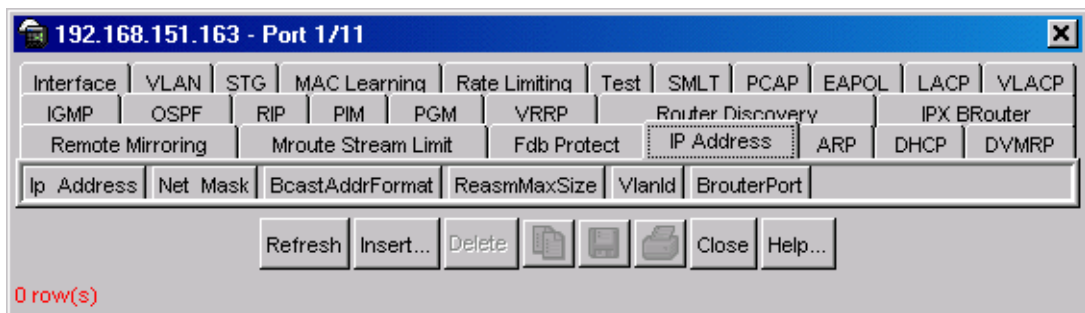 192.168.151.163 - Port 1/11
Interface VLAN STG MAC Learning Rate Limiting Test SMLT PCAP EAPOL LACP VLACP
IGMP OSPF RIP PIM PGM VRRP Router Discovery IPX BRouter
Remote Mirroring Mroute Stream Limit Fdb Protect IP Address ARP DHCP DVMRP
Ip Address Net Mask BcastAddrFormat ReasmMaxSize VlanId BrouterPort
Refresh Insert... Delete Close Help...
0 row(s)